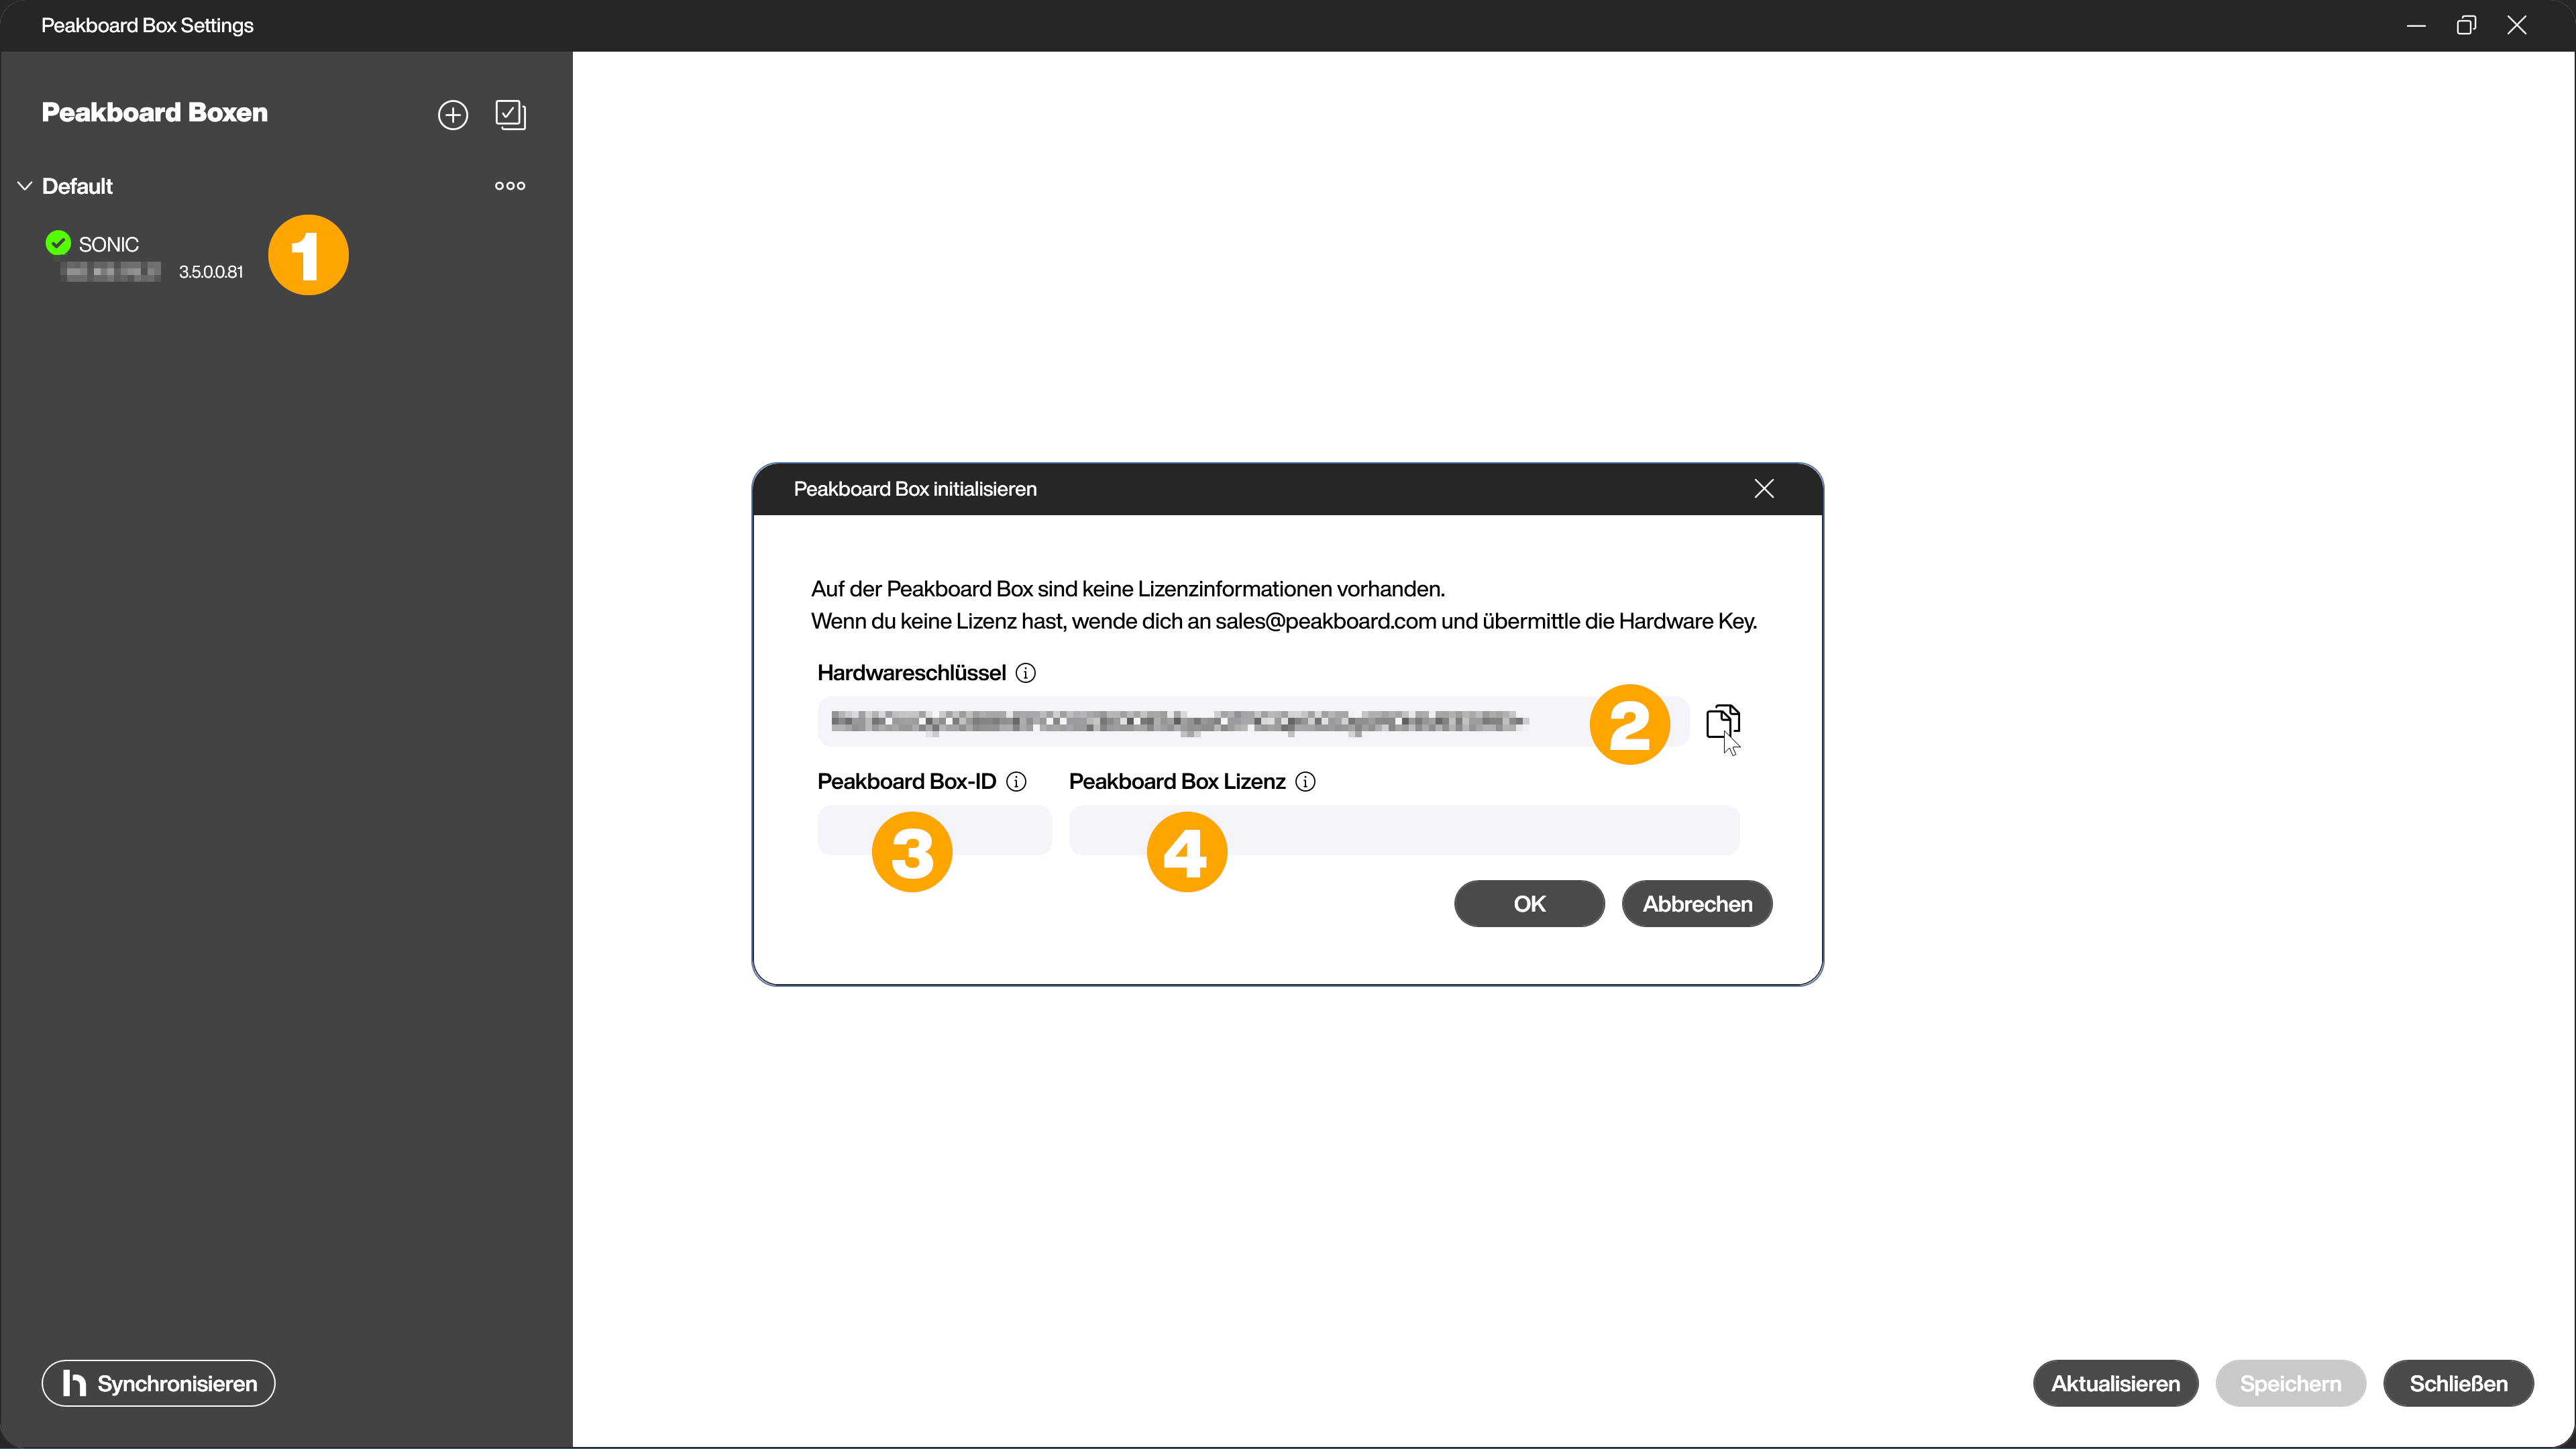 Peakboard Box Settings
Peakboard Boxen
Default
SONIC
3.5.0.0.81
1
Peakboard Box initialisieren
Auf der Peakboard Box sind keine Lizenzinformationen vorhanden.
Wenn du keine Lizenz hast, wende dich an sales@peakboard.com und übermittle die Hardware Key.
Hardwareschlüssel
2
Peakboard Box-ID
Peakboard Box Lizenz
3
4
OK
Abbrechen
Synchronisieren
Aktualisieren
Speichern
Schließen